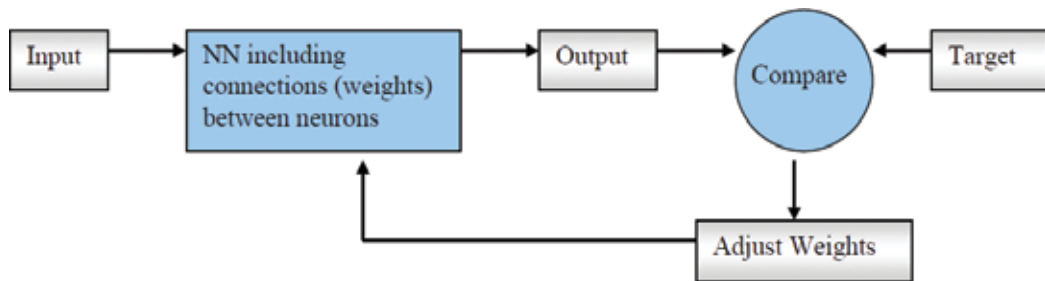 Input
NN including
connections (weights)
between neurons
Output
Compare
Target
Adjust Weights